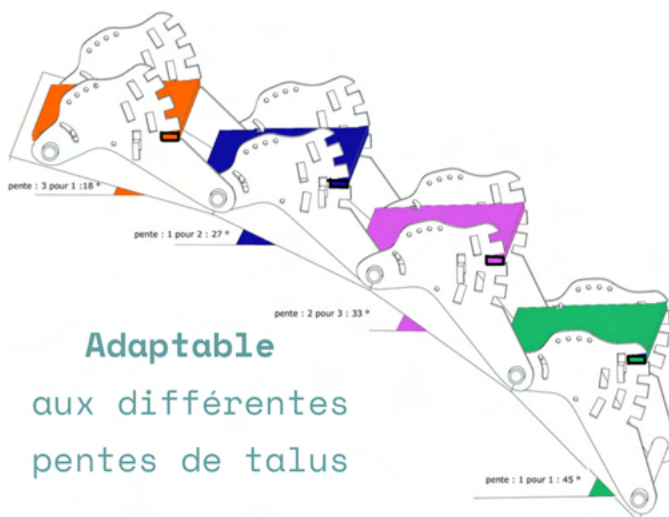 pente : 3 pour 1 :18 °
pente : 1 pour 2 : 27 °
pente : 2 pour 3 : 33 °
Adaptable
aux différentes
pentes de talus
pente : 1 pour 1 : 45 °